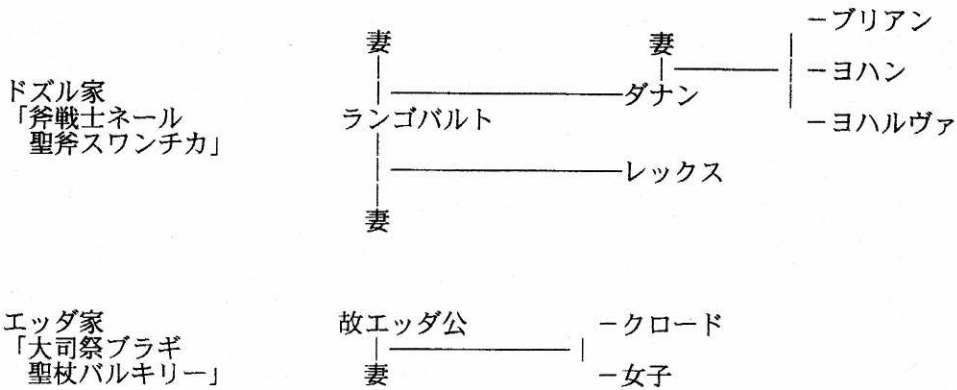 妻 妻 －ブリアン
－ヨハン
ドズル家 ダナン
「斧戦士ネール ランゴバルト －ヨハルヴァ
聖斧スワンチカ」
レックス
妻
エッダ家 故エッダ公 －クロード
「大司祭ブラギ
聖杖バルキリー」 妻 －女子